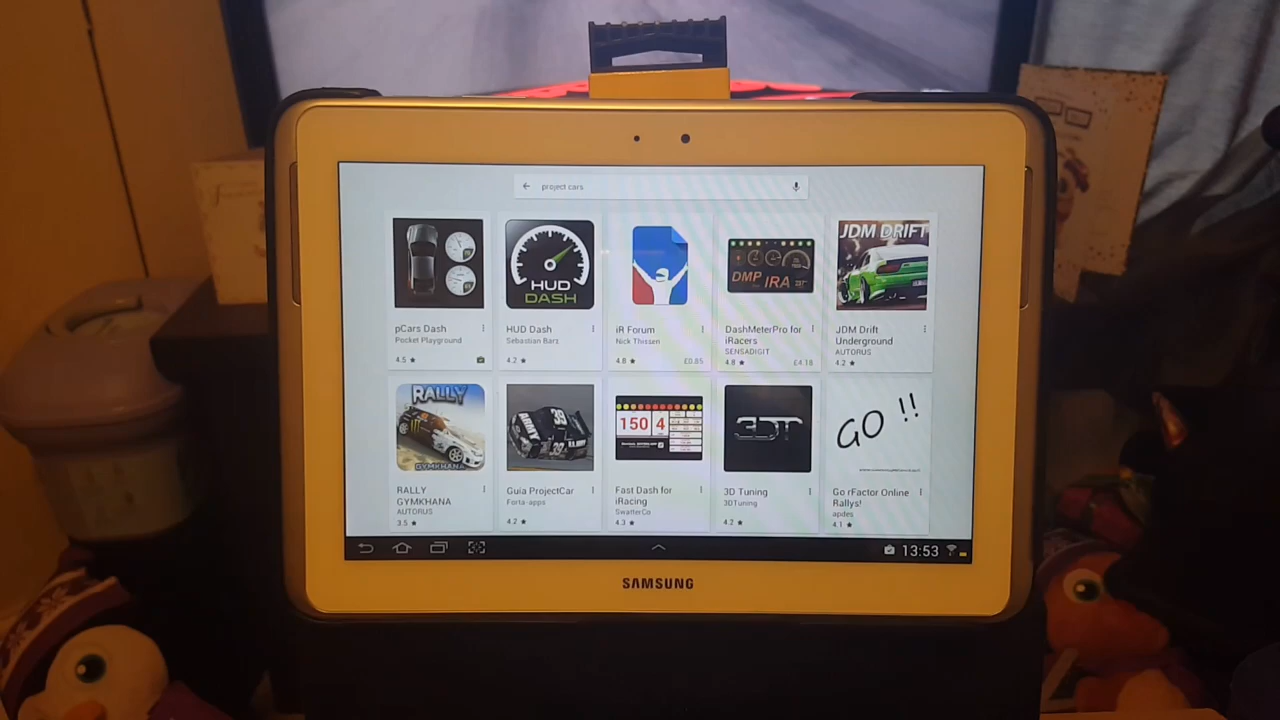 project cars
pCars Dash
Pocket Playground
4.5 ★
HUD
DASH
HUD Dash
Sebastian Bars
4.2 ★
iR Forum
Nick Thissen
4.8 ★ £0.85
DMP IRA
DashMeterPro for
iRacers
SENSADIGIT
4.8 ★ £4.18
JDM DRIFT
JDM Drift
Underground
AUTORUS
4.2 ★
RALLY
GYMKHANA
RALLY
GYMKHANA
AUTORUS
3.5 ★
ARMY 39
39
Guia ProjectCar
Forta-apps
4.2 ★
150 4
Fast Dash for
iRacing
SwatterCo
4.3 ★
3DT
3D Tuning
3DTuning
4.2 ★
GO !!
Go rFactor Online
Rallys!
apdes
4.1 ★
13:53
SAMSUNG